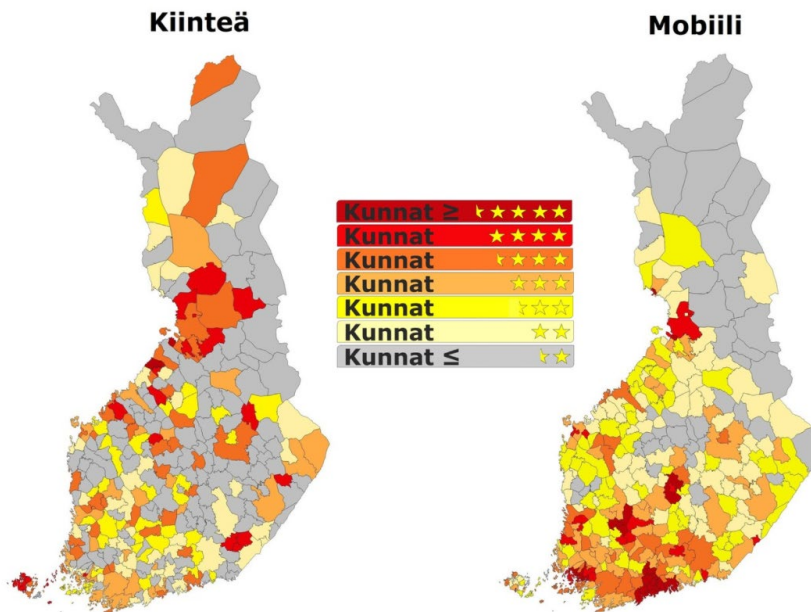 Kiinteä
Mobiili
Kunnat ≥
Kunnat
Kunnat
Kunnat
Kunnat
Kunnat
Kunnat ≤